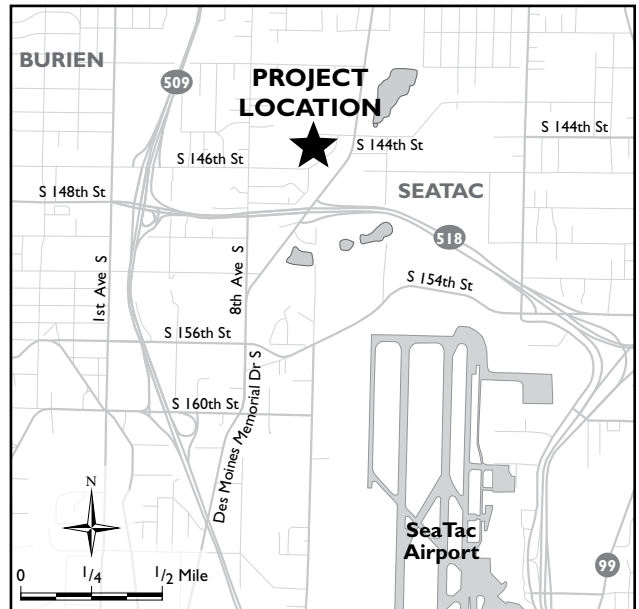 BURIEN
509
PROJECT
LOCATION
S 144th St
S 144th St
S 146th St
SEATAC
S 148th St
518
1st Ave S
8th Ave S
S 154th St
S 156th St
S 160th St
Des Moines Memorial Dr S
N
SeaTac
Airport
0 1/4 1/2 Mile
99